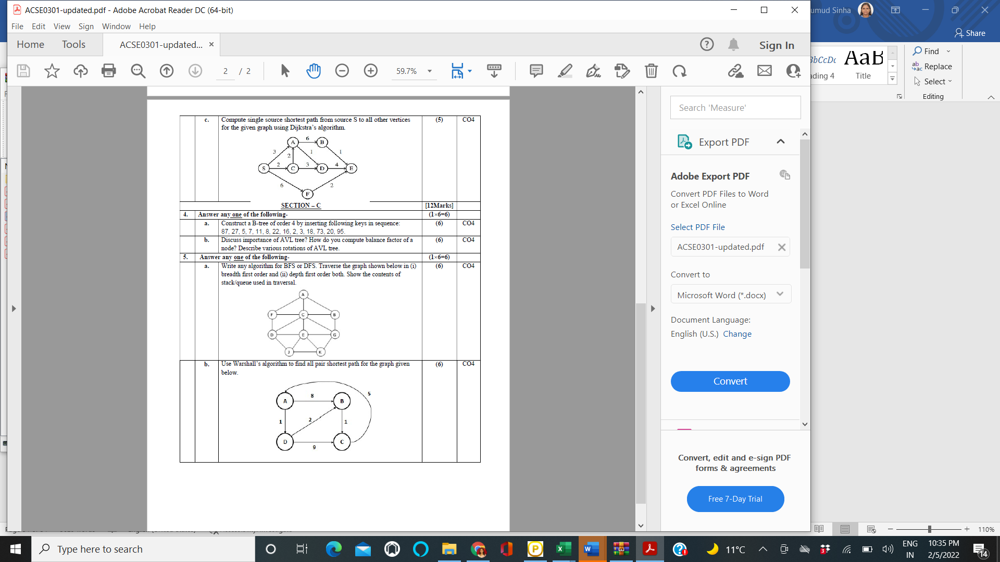 ACSE0301-updated.pdf - Adobe Acrobat Reader DC (64-bit)
umud Sinha
File Edit View Sign Window Help
Share
Home Tools ACSE0301-updated... ×
Sign In
2 / 2
59.7%
Find
Replace
Select
Editing
AaB
ading 4 Title
Search 'Measure'
Export PDF
Adobe Export PDF
Convert PDF Files to Word
or Excel Online
Select PDF File
ACSE0301-updated.pdf
Convert to
Microsoft Word (*.docx)
Document Language:
English (U.S.) Change
Convert
Convert, edit and e-sign PDF
forms & agreements
Free 7-Day Trial
c. Compute single source shortest path from source S to all other vertices (5) CO4
for the given graph using Dijkstra's algorithm.
A 6 B
3 2 1 1
S 2 C 3 D 4 E
6 2
F
SECTION – C [12Marks]
4. Answer any one of the following- (1×6=6)
a. Construct a B-tree of order 4 by inserting following keys in sequence: (6) CO4
87, 27, 5, 7, 11, 8, 22, 16, 2, 3, 18, 73, 20, 95.
b. Discuss importance of AVL tree? How do you compute balance factor of a (6) CO4
node? Describe various rotations of AVL tree.
5. Answer any one of the following- (1×6=6)
a. Write any algorithm for BFS or DFS. Traverse the graph shown below in (i) (6) CO4
breadth first order and (ii) depth first order both. Show the contents of
stack/queue used in traversal.
A
F C B
D E G
J K
b. Use Warshall's algorithm to find all pair shortest path for the graph given (6) CO4
below.
5
A 8 B
1 2 1
D 9 C
110%
Type here to search
11°C
ENG
IN
10:35 PM
2/5/2022
14